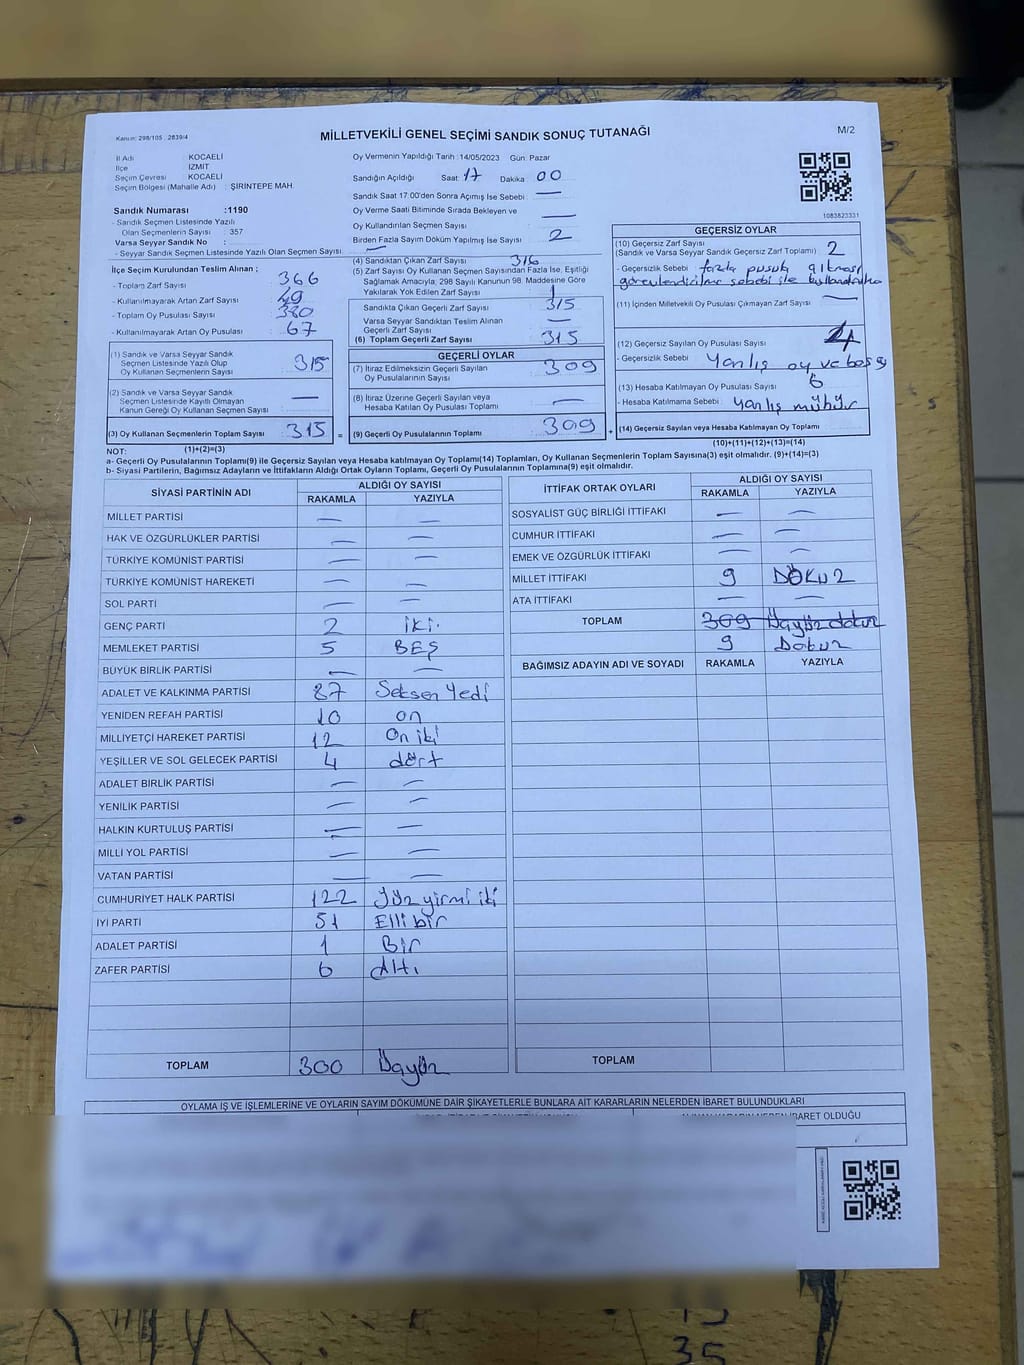 Kanun: 298/105 . 2839/4
MİLLETVEKİLİ GENEL SEÇİMİ SANDIK SONUÇ TUTANAĞI
M/2
İl Adı : KOCAELİ
İlçe : İZMİT
Seçim Çevresi : KOCAELİ
Seçim Bölgesi (Mahalle Adı) : ŞİRİNTEPE MAH.
Sandık Numarası :1190
- Sandık Seçmen Listesinde Yazılı
Olan Seçmenlerin Sayısı : 357
Varsa Seyyar Sandık No :
- Seyyar Sandık Seçmen Listesinde Yazılı Olan Seçmen Sayısı: —
Oy Vermenin Yapıldığı Tarih :14/05/2023 Gün: Pazar
Sandığın Açıldığı Saat: 17 Dakika: 00
Sandık Saat 17:00'den Sonra Açımış İse Sebebi : —
Oy Verme Saati Bitiminde Sırada Bekleyen ve
Oy Kullandırılan Seçmen Sayısı : —
Birden Fazla Sayım Döküm Yapılmış İse Sayısı : 2
1083823331
İlçe Seçim Kurulundan Teslim Alınan ;
- Toplam Zarf Sayısı : 366
- Kullanılmayarak Artan Zarf Sayısı : 49
- Toplam Oy Pusulası Sayısı : 380
- Kullanılmayarak Artan Oy Pusulası : 67
(1) Sandık ve Varsa Seyyar Sandık
Seçmen Listesinde Yazılı Olup
Oy Kullanan Seçmenlerin Sayısı : 315
(2) Sandık ve Varsa Seyyar Sandık
Seçmen Listesinde Kayıtlı Olmayan
Kanun Gereği Oy Kullanan Seçmen Sayısı : —
(3) Oy Kullanan Seçmenlerin Toplam Sayısı : 315 =
(4) Sandıktan Çıkan Zarf Sayısı : 316
(5) Zarf Sayısı Oy Kullanan Seçmen Sayısından Fazla İse, Eşitliği
Sağlamak Amacıyla, 298 Sayılı Kanunun 98. Maddesine Göre
Yakılarak Yok Edilen Zarf Sayısı : 1
Sandıkta Çıkan Geçerli Zarf Sayısı : 315
Varsa Seyyar Sandıktan Teslim Alınan
Geçerli Zarf Sayısı : —
(6) Toplam Geçerli Zarf Sayısı : 315
GEÇERLİ OYLAR
(7) İtiraz Edilmeksizin Geçerli Sayılan
Oy Pusulalarının Sayısı : 309
(8) İtiraz Üzerine Geçerli Sayılan veya
Hesaba Katılan Oy Pusulası Toplamı : —
(9) Geçerli Oy Pusulalarının Toplamı : 309 +
GEÇERSİZ OYLAR
(10) Geçersiz Zarf Sayısı
(Sandık ve Varsa Seyyar Sandık Geçersiz Zarf Toplamı) : 2
- Geçersizlik Sebebi : fazla pusula
görevlendirilme sebebi ile
(11) İçinden Milletvekili Oy Pusulası Çıkmayan Zarf Sayısı : —
(12) Geçersiz Sayılan Oy Pusulası Sayısı :
- Geçersizlik Sebebi : Yanlış oy ve boş
(13) Hesaba Katılmayan Oy Pusulası Sayısı : 6
- Hesaba Katılmama Sebebi : Yanlış mühür
(14) Geçersiz Sayılan veya Hesaba Katılmayan Oy Toplamı :
NOT: (1)+(2)=(3) (10)+(11)+(12)+(13)=(14)
a- Geçerli Oy Pusulalarının Toplamı(9) ile Geçersiz Sayılan veya Hesaba Katılmayan Oy Toplamı(14) Toplamları, Oy Kullanan Seçmenlerin Toplam Sayısına(3) eşit olmalıdır. (9)+(14)=(3)
b- Siyasi Partilerin, Bağımsız Adayların ve İttifakların Aldığı Ortak Oyların Toplamı, Geçerli Oy Pusulalarının Toplamına(9) eşit olmalıdır.
SİYASİ PARTİNİN ADI ALDIĞI OY SAYISI
RAKAMLA YAZIYLA
MİLLET PARTİSİ — —
HAK VE ÖZGÜRLÜKLER PARTİSİ — —
TÜRKİYE KOMÜNİST PARTİSİ — —
TÜRKİYE KOMÜNİST HAREKETİ — —
SOL PARTİ — —
GENÇ PARTİ 2 iki.
MEMLEKET PARTİSİ 5 BEŞ
BÜYÜK BİRLİK PARTİSİ — —
ADALET VE KALKINMA PARTİSİ 87 Seksen Yedi
YENİDEN REFAH PARTİSİ 10 on
MİLLİYETÇİ HAREKET PARTİSİ 12 On iki
YEŞİLLER VE SOL GELECEK PARTİSİ 4 dört
ADALET BİRLİK PARTİSİ — —
YENİLİK PARTİSİ — —
HALKIN KURTULUŞ PARTİSİ — —
MİLLİ YOL PARTİSİ — —
VATAN PARTİSİ — —
CUMHURİYET HALK PARTİSİ 122 Yüz yirmi iki
İYİ PARTİ 51 Elli bir
ADALET PARTİSİ 1 Bir
ZAFER PARTİSİ 6 Altı
TOPLAM 300 Üçyüz
İTTİFAK ORTAK OYLARI ALDIĞI OY SAYISI
RAKAMLA YAZIYLA
SOSYALİST GÜÇ BİRLİĞİ İTTİFAKI — —
CUMHUR İTTİFAKI — —
EMEK VE ÖZGÜRLÜK İTTİFAKI — —
MİLLET İTTİFAKI 9 DOKUZ
ATA İTTİFAKI — —
TOPLAM 309 Üçyüz dokuz
9 Dokuz
BAĞIMSIZ ADAYIN ADI VE SOYADI RAKAMLA YAZIYLA
TOPLAM
OYLAMA İŞ VE İŞLEMLERİNE VE OYLARIN SAYIM DÖKÜMÜNE DAİR ŞİKAYETLERLE BUNLARA AİT KARARLARIN NELERDEN İBARET BULUNDUKLARI
İBARET OLDUĞU
15
35